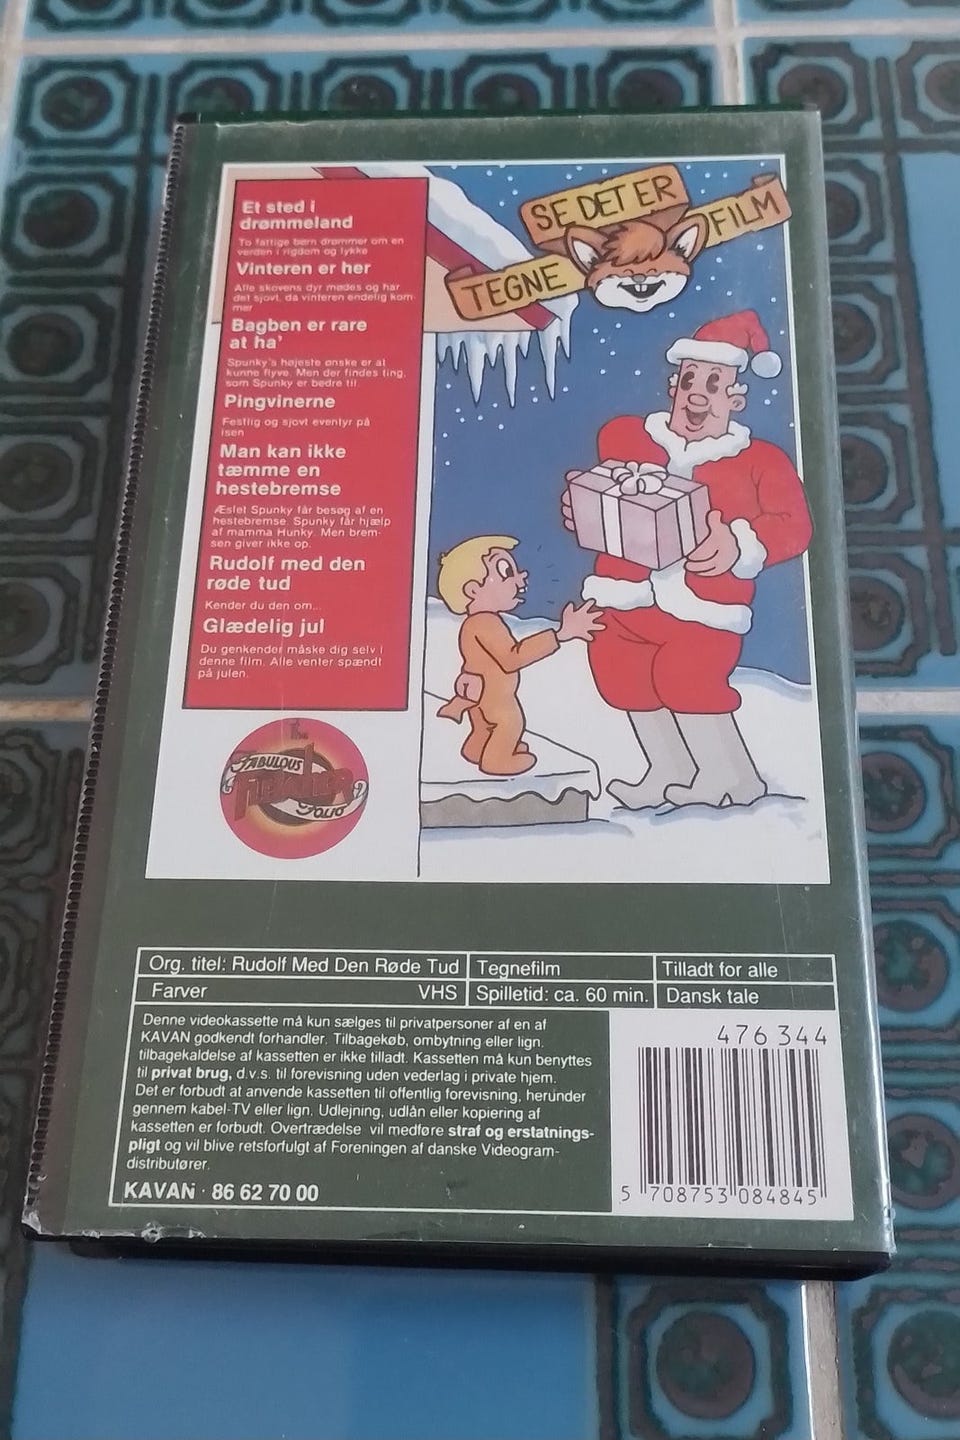 SE DET ER
TEGNE
FILM
Et sted i
drømmeland
To fattige børn drømmer om en
verden i rigdom og lykke
Vinteren er her
Alle skovens dyr mødes og har
det sjovt, da vinteren endelig kom-
mer
Bagben er rare
at ha'
Spunky's højeste ønske er at
kunne flyve. Men der findes ting,
som Spunky er bedre til.
Pingvinerne
Festlig og sjovt eventyr på
isen
Man kan ikke
tæmme en
hestebremse
Æslet Spunky får besøg af en
hestebremse. Spunky får hjælp
af mamma Hunky. Men brem-
sen giver ikke op.
Rudolf med den
røde tud
Kender du den om...
Glædelig jul
Du genkender måske dig selv i
denne film. Alle venter spændt
på julen.
The
FABULOUS
FLEISCHER
Folio
Org. titel: Rudolf Med Den Røde Tud
Tegnefilm
Tilladt for alle
Farver
VHS
Spilletid: ca. 60 min.
Dansk tale
Denne videokassette må kun sælges til privatpersoner af en af
KAVAN godkendt forhandler. Tilbagekøb, ombytning eller lign.
tilbagekaldelse af kassetten er ikke tilladt. Kassetten må kun benyttes
til privat brug, d.v.s. til forevisning uden vederlag i private hjem.
Det er forbudt at anvende kassetten til offentlig forevisning, herunder
gennem kabel-TV eller lign. Udlejning, udlån eller kopiering af
kassetten er forbudt. Overtrædelse vil medføre straf og erstatnings-
pligt og vil blive retsforfulgt af Foreningen af danske Videogram-
distributører.
KAVAN · 86 62 70 00
476344
5 708753 084845